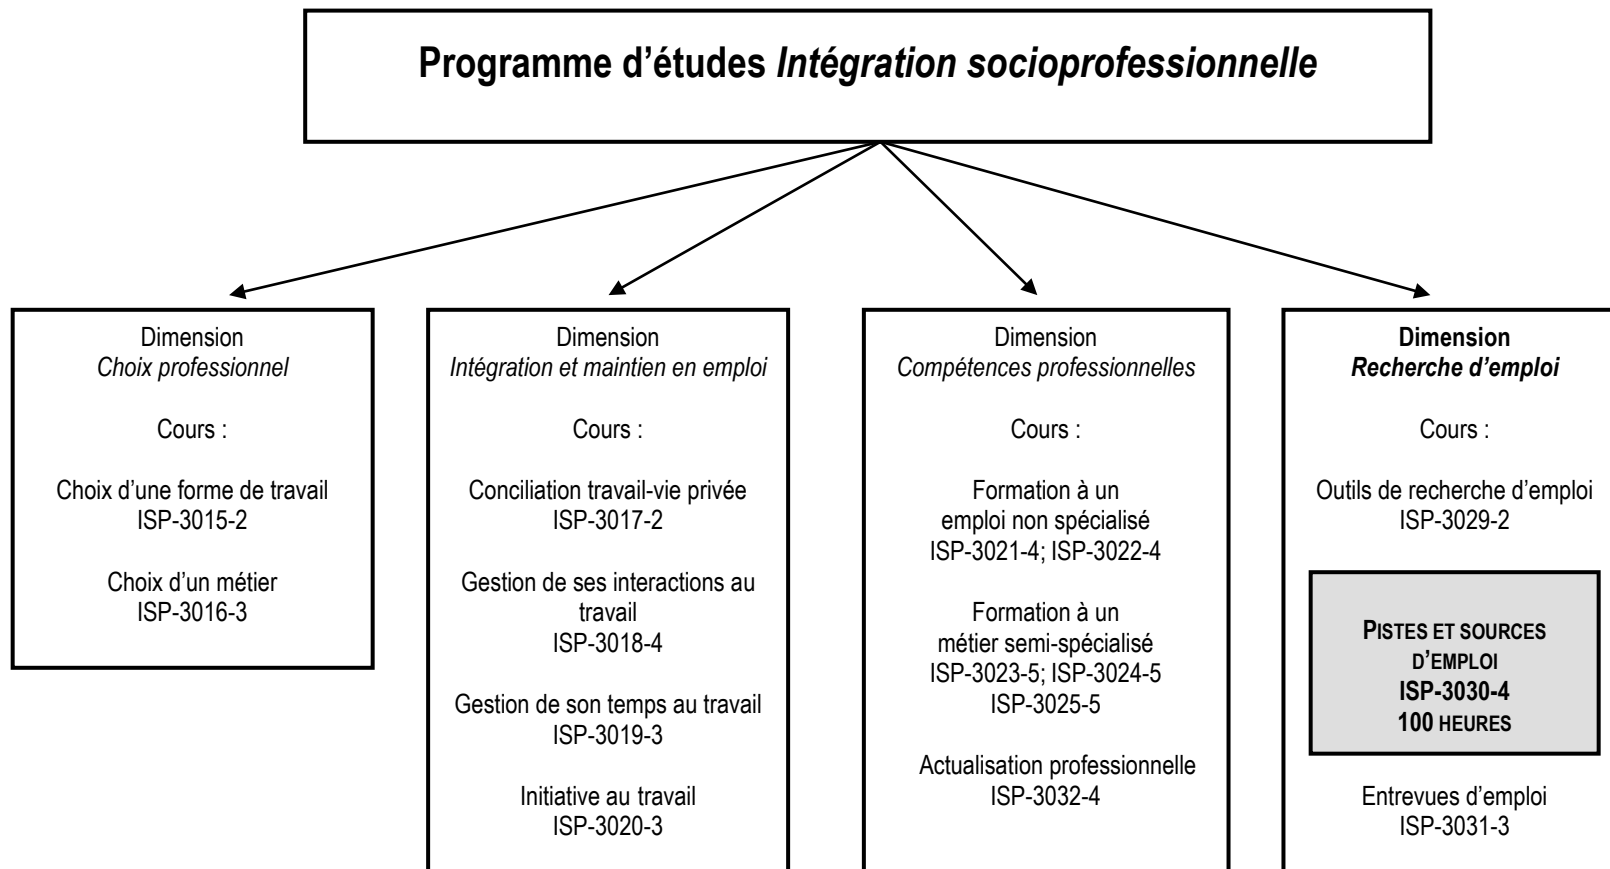 Programme d’études Intégration socioprofessionnelle
Dimension
Choix professionnel
Cours :
Choix d’une forme de travail
ISP-3015-2
Choix d’un métier
ISP-3016-3
Dimension
Intégration et maintien en emploi
Cours :
Conciliation travail-vie privée
ISP-3017-2
Gestion de ses interactions au
travail
ISP-3018-4
Gestion de son temps au travail
ISP-3019-3
Initiative au travail
ISP-3020-3
Dimension
Compétences professionnelles
Cours :
Formation à un
emploi non spécialisé
ISP-3021-4; ISP-3022-4
Formation à un
métier semi-spécialisé
ISP-3023-5; ISP-3024-5
ISP-3025-5
Actualisation professionnelle
ISP-3032-4
Dimension
Recherche d’emploi
Cours :
Outils de recherche d’emploi
ISP-3029-2
PISTES ET SOURCES
D’EMPLOI
ISP-3030-4
100 HEURES
Entrevues d’emploi
ISP-3031-3